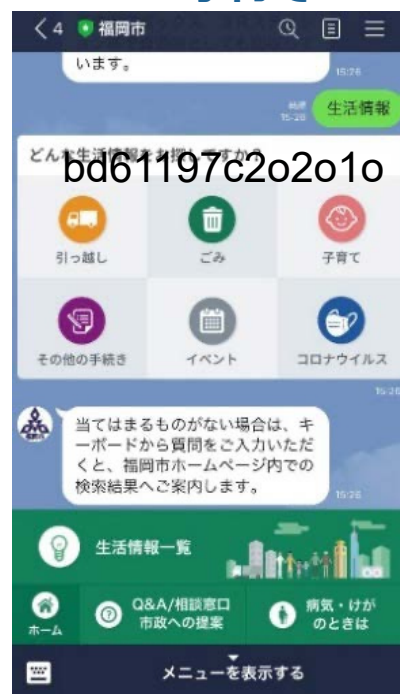 4 福岡市
います。
15:26
既読
15:26
生活情報
どんな生活情報をお探しですか？
bd61197c2o2o1o
引っ越し
ごみ
子育て
その他の手続き
イベント
コロナウイルス
15:26
当てはまるものがない場合は、キ
ーボードから質問をご入力いただ
くと、福岡市ホームページ内での
検索結果へご案内します。
15:26
生活情報一覧
ホーム
Q&A/相談窓口
市政への提案
病気・けが
のときは
メニューを表示する